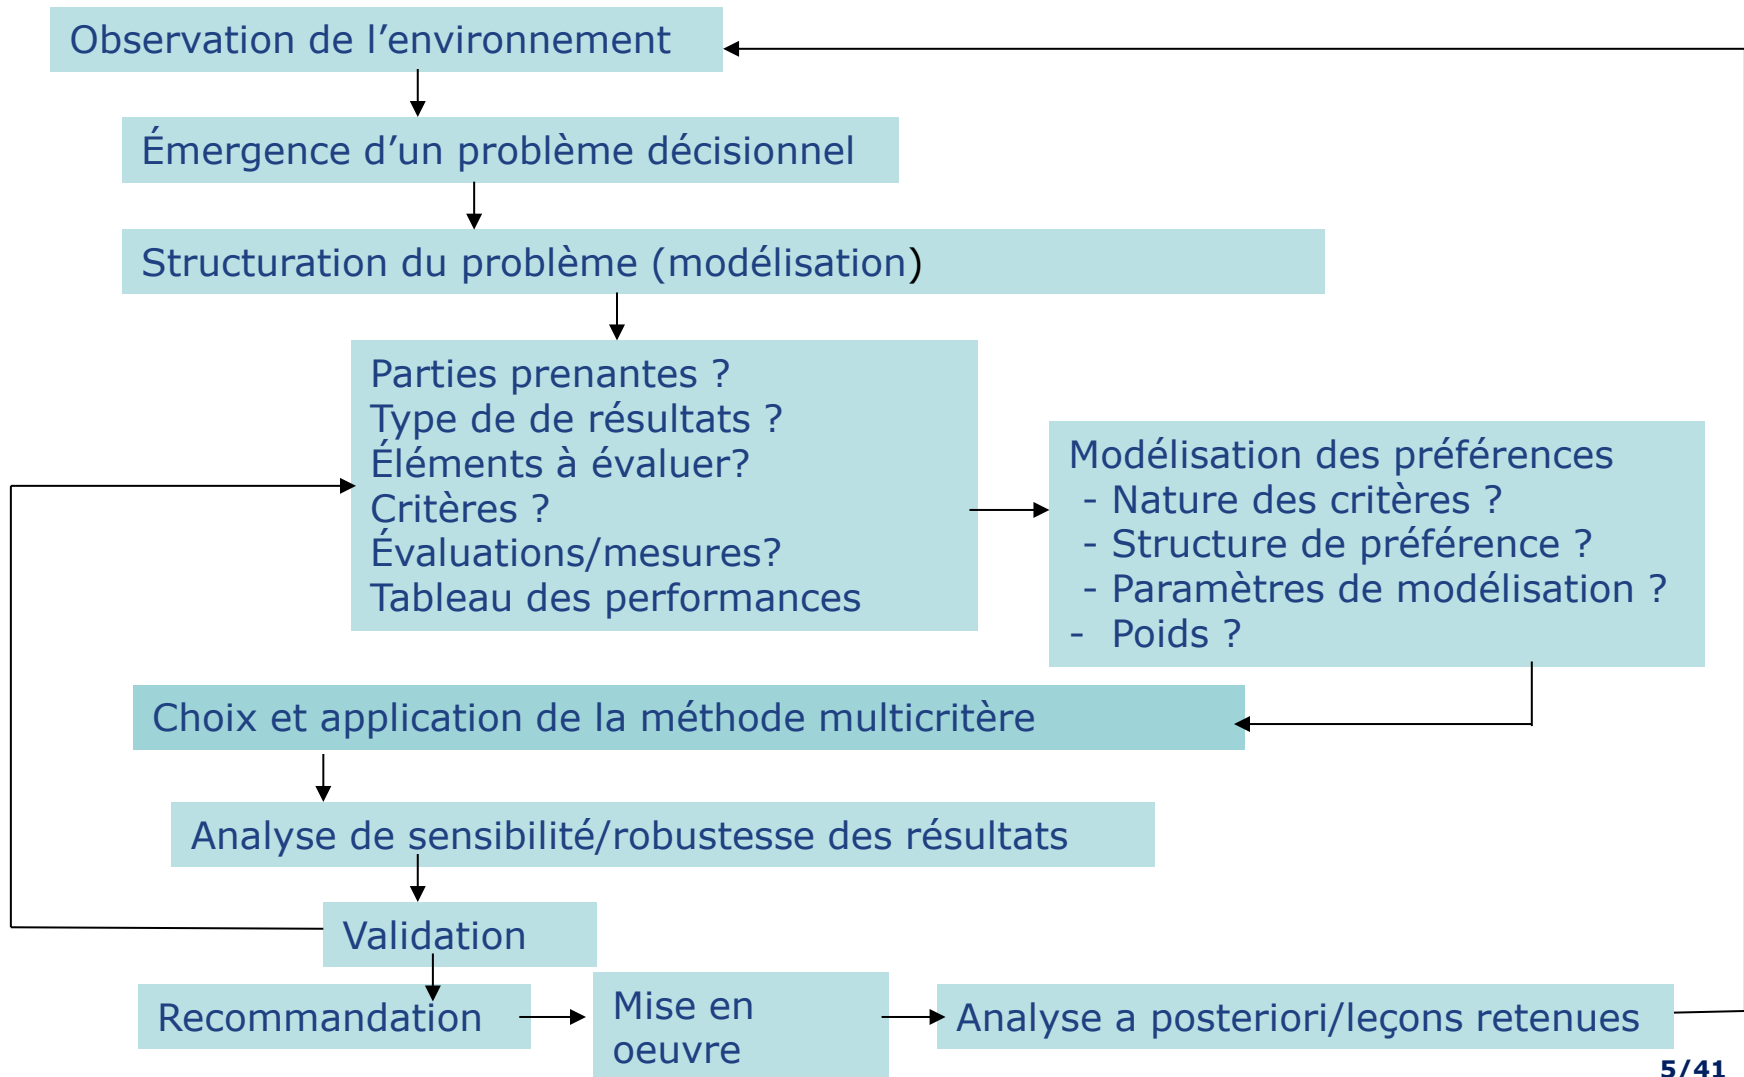 Observation de l’environnement
Émergence d’un problème décisionnel
Structuration du problème (modélisation)
Parties prenantes ?
Type de de résultats ?
Éléments à évaluer?
Critères ?
Évaluations/mesures?
Tableau des performances
Modélisation des préférences
- Nature des critères ?
- Structure de préférence ?
- Paramètres de modélisation ?
- Poids ?
Choix et application de la méthode multicritère
Analyse de sensibilité/robustesse des résultats
Validation
Recommandation
Mise en
oeuvre
Analyse a posteriori/leçons retenues
5/41